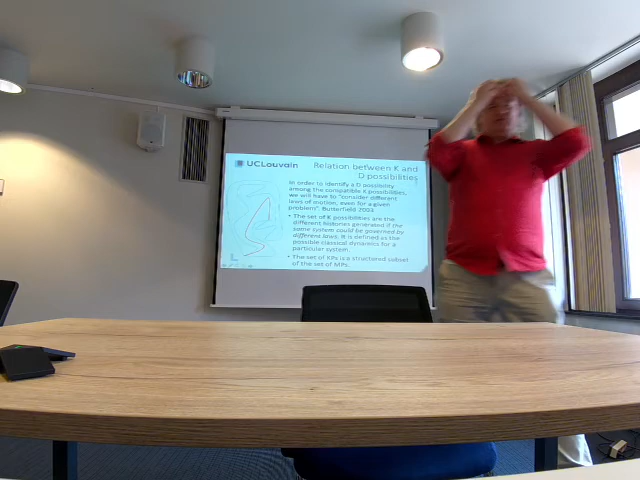 UCLouvain
Relation between K and
D possibilities
In order to identify a D possibility
among the compatible K possibilities,
we will have to "consider different
laws of motion, even for a given
problem". Butterfield 2003
• The set of K possibilities are the
different histories generated if the
same system could be governed by
different laws. It is defined as the
possible classical dynamics for a
particular system.
• The set of KPs is a structured subset
of the set of MPs.